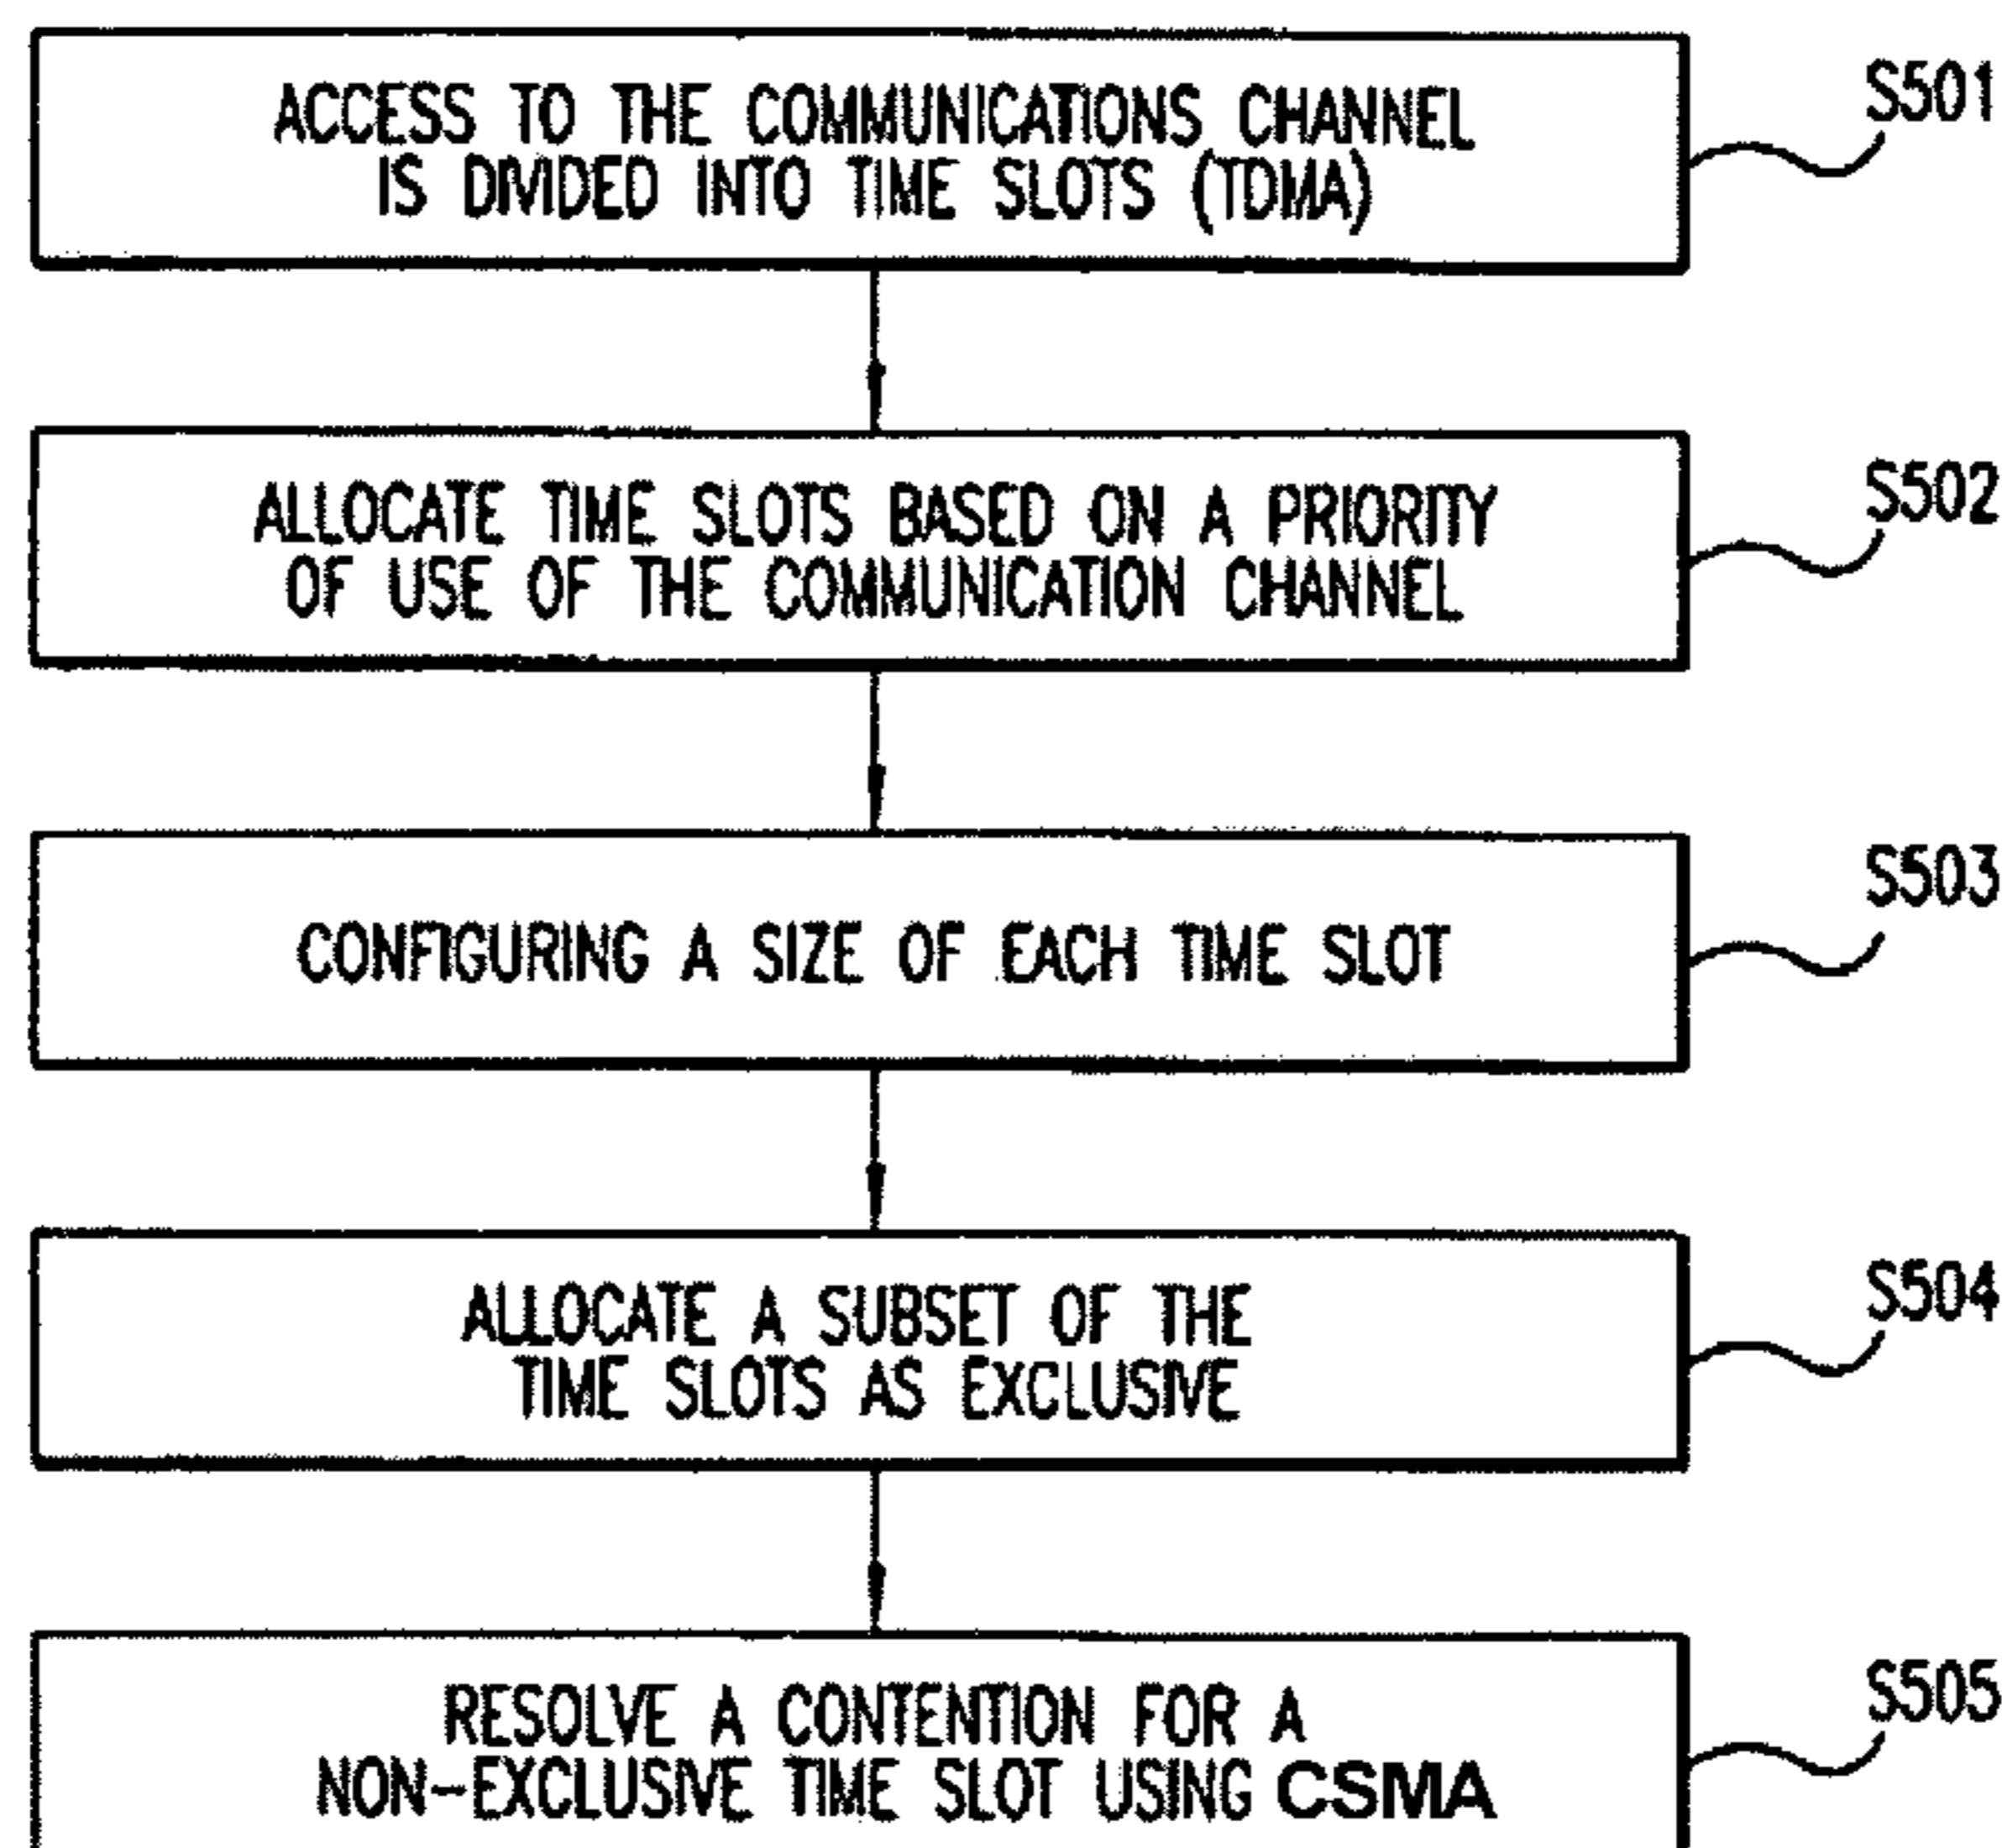 ACCESS TO THE COMMUNICATIONS CHANNEL
IS DIVIDED INTO TIME SLOTS (TDMA)
S501
ALLOCATE TIME SLOTS BASED ON A PRIORITY
OF USE OF THE COMMUNICATION CHANNEL
S502
CONFIGURING A SIZE OF EACH TIME SLOT
S503
ALLOCATE A SUBSET OF THE
TIME SLOTS AS EXCLUSIVE
S504
RESOLVE A CONTENTION FOR A
NON-EXCLUSIVE TIME SLOT USING CSMA
S505